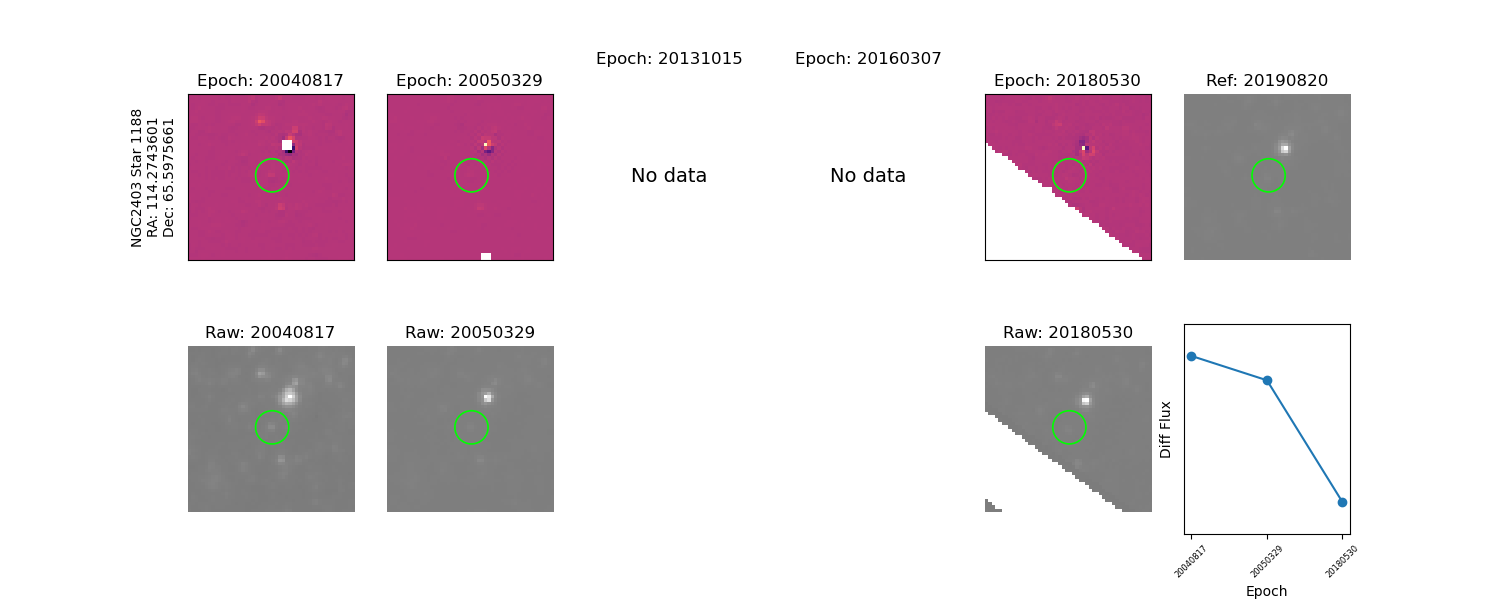 Epoch: 20040817
Epoch: 20050329
Epoch: 20131015
Epoch: 20160307
Epoch: 20180530
Ref: 20190820
NGC2403 Star 1188
RA: 114.2743601
Dec: 65.5975661
No data
No data
Raw: 20040817
Raw: 20050329
Raw: 20180530
Diff Flux
20040817
20050329
20180530
Epoch